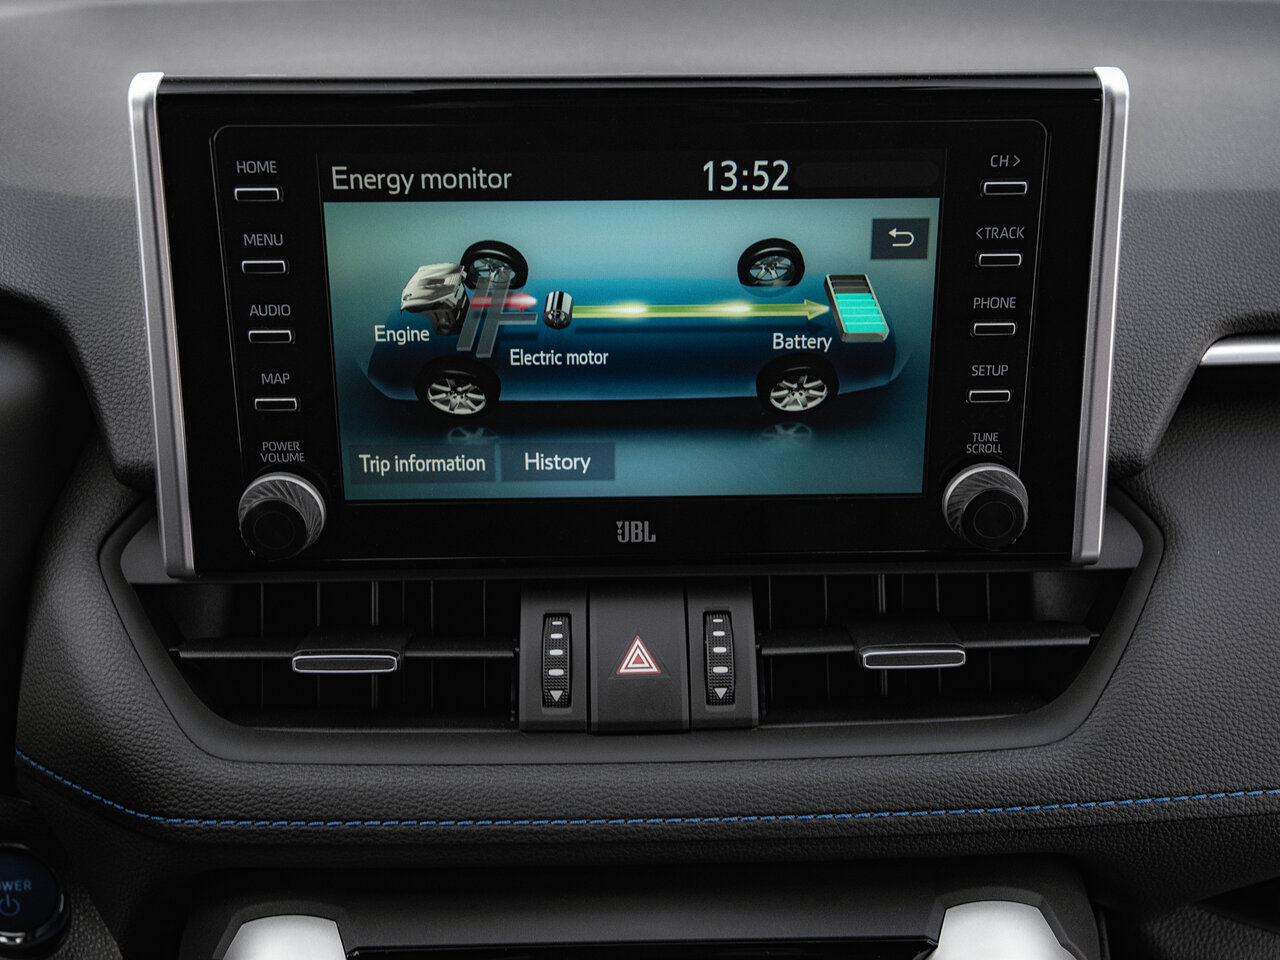 HOME
MENU
AUDIO
MAP
POWER
VOLUME
Energy monitor
13:52
Engine
Electric motor
Battery
Trip information
History
CH >
< TRACK
PHONE
SETUP
TUNE
SCROLL
JBL